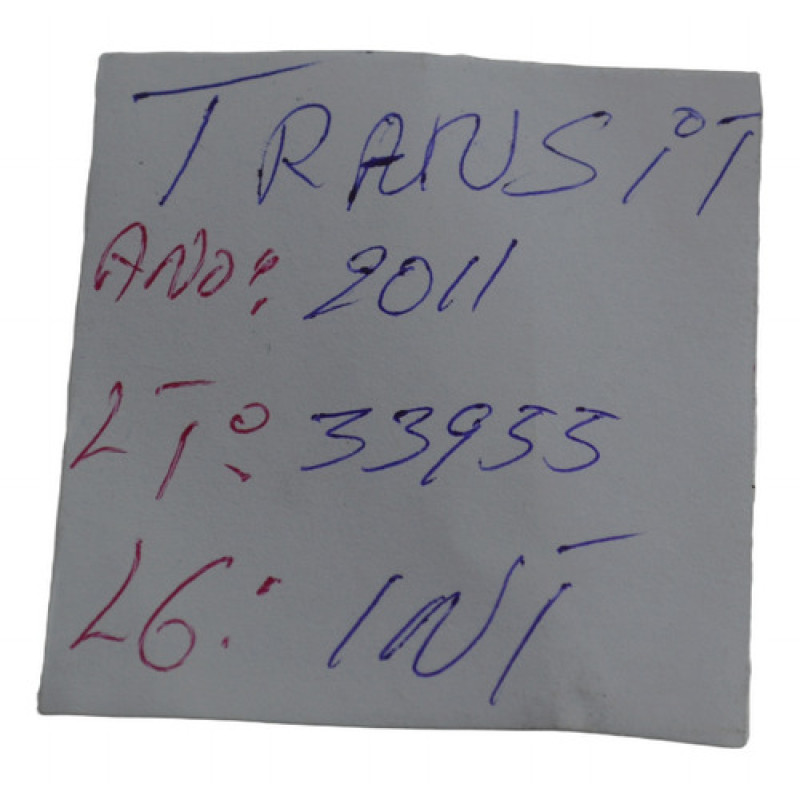 TRANSiT
ANO: 2011
LT: 33955
LG: INT